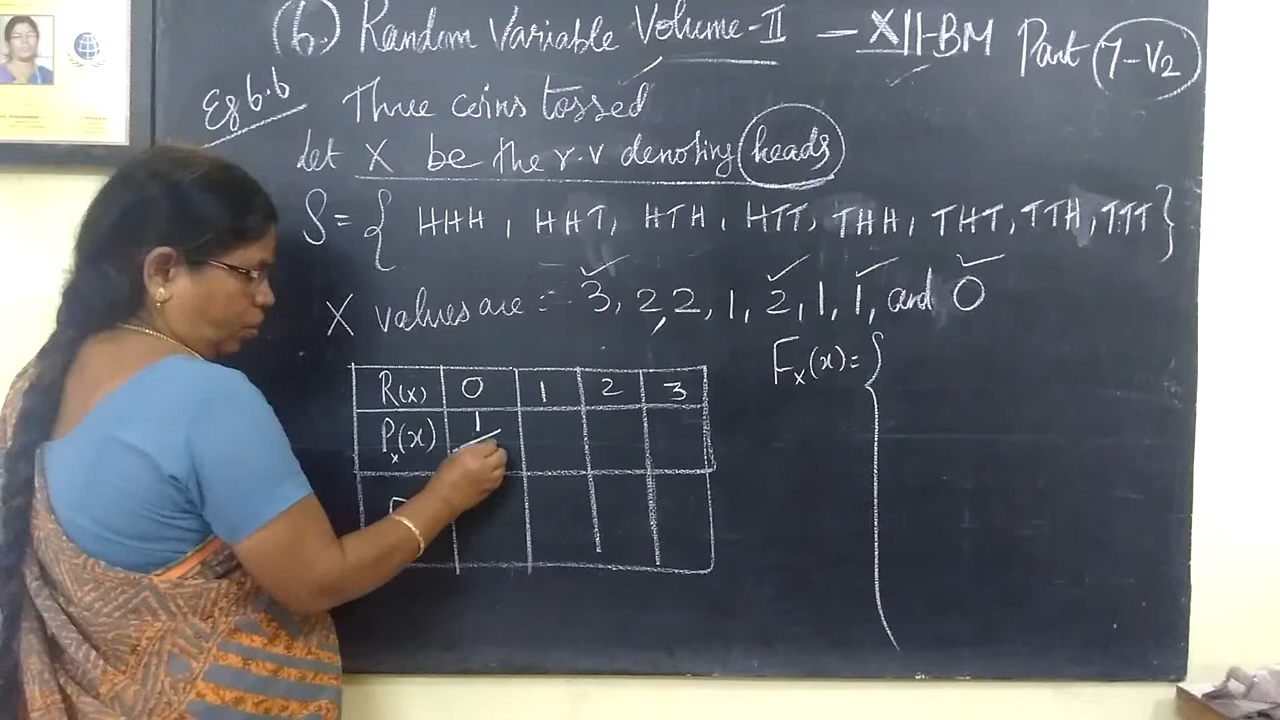 (6.) Random Variable Volume-II — XII-BM Part 7-V2
Eg 6.6 Three coins tossed
Let X be the r.v denoting heads
S = { HHH, HHT, HTH, HTT, THH, THT, TTH, TTT }
X values are = 3, 2, 2, 1, 2, 1, 1, and 0
R(x) 0 1 2 3
Px(x) 1
Fx(x) = {